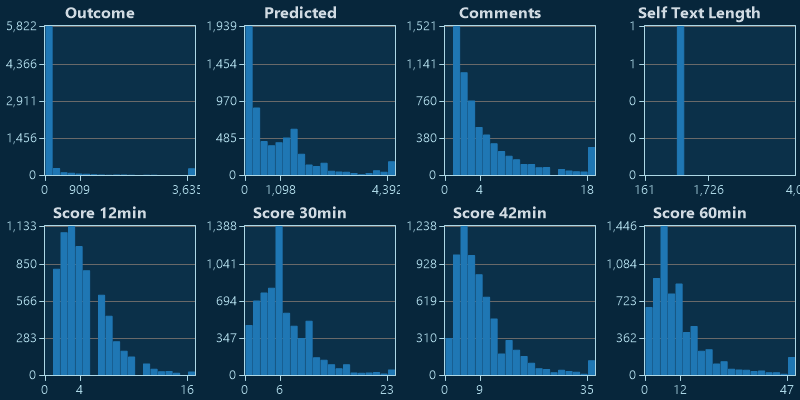 Outcome
5,822
4,366
2,911
1,456
0
0 909 3,635
Predicted
1,939
1,454
970
485
0
0 1,098 4,392
Comments
1,521
1,141
760
380
0
0 4 18
Self Text Length
1
1
0
0
0
161 1,726 4,0
Score 12min
1,133
850
566
283
0
0 4 16
Score 30min
1,388
1,041
694
347
0
0 6 23
Score 42min
1,238
928
619
310
0
0 9 35
Score 60min
1,446
1,084
723
362
0
0 12 47